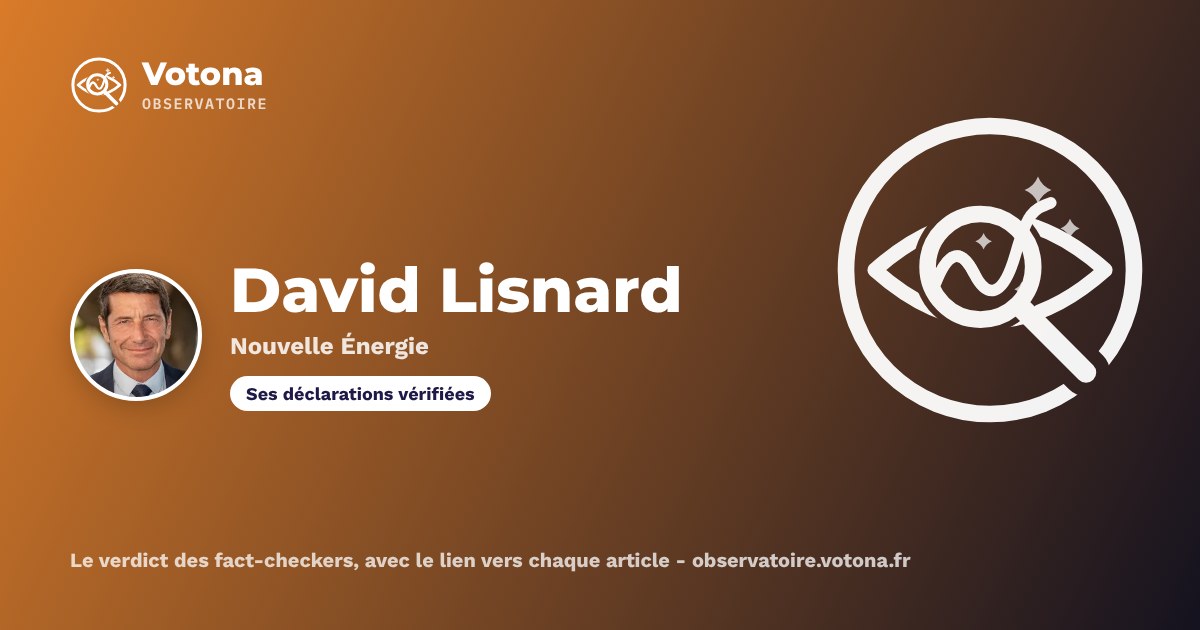 Votona
OBSERVATOIRE
David Lisnard
Nouvelle Énergie
Ses déclarations vérifiées
Le verdict des fact-checkers, avec le lien vers chaque article - observatoire.votona.fr